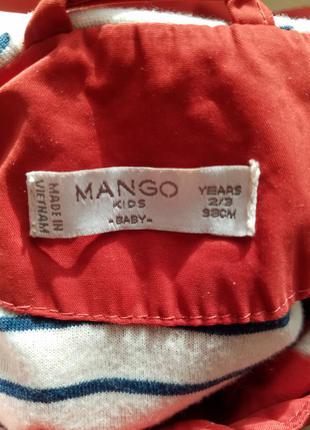 MADE IN
VIETNAM
MANGO
KIDS
-BABY-
YEARS
2/3
98CM